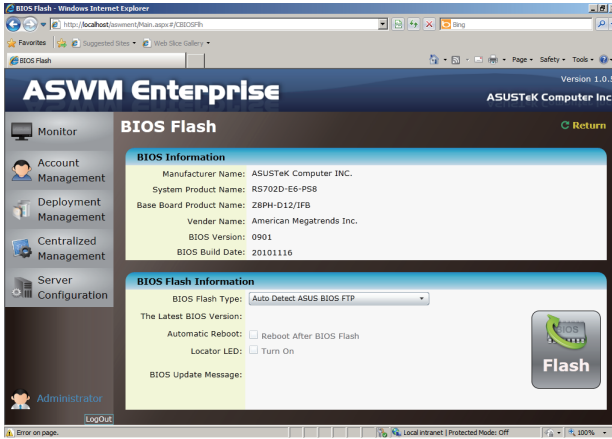 BIOS Flash - Windows Internet Explorer
http://localhost/aswment/Main.aspx#/CBIOSFlh
Bing
Favorites
Suggested Sites
Web Slice Gallery
BIOS Flash
Page
Safety
Tools
ASWM Enterprise
Version 1.0.
ASUSTeK Computer Inc
Monitor
Account Management
Deployment Management
Centralized Management
Server Configuration
Administrator
LogOut
BIOS Flash
Return
BIOS Information
Manufacturer Name: ASUSTeK Computer INC.
System Product Name: RS702D-E6-PS8
Base Board Product Name: Z8PH-D12/IFB
Vender Name: American Megatrends Inc.
BIOS Version: 0901
BIOS Build Date: 20101116
BIOS Flash Information
BIOS Flash Type: Auto Detect ASUS BIOS FTP
The Latest BIOS Version:
Automatic Reboot: Reboot After BIOS Flash
Locator LED: Turn On
BIOS Update Message:
BIOS
Flash
Error on page.
Local intranet | Protected Mode: Off
100%